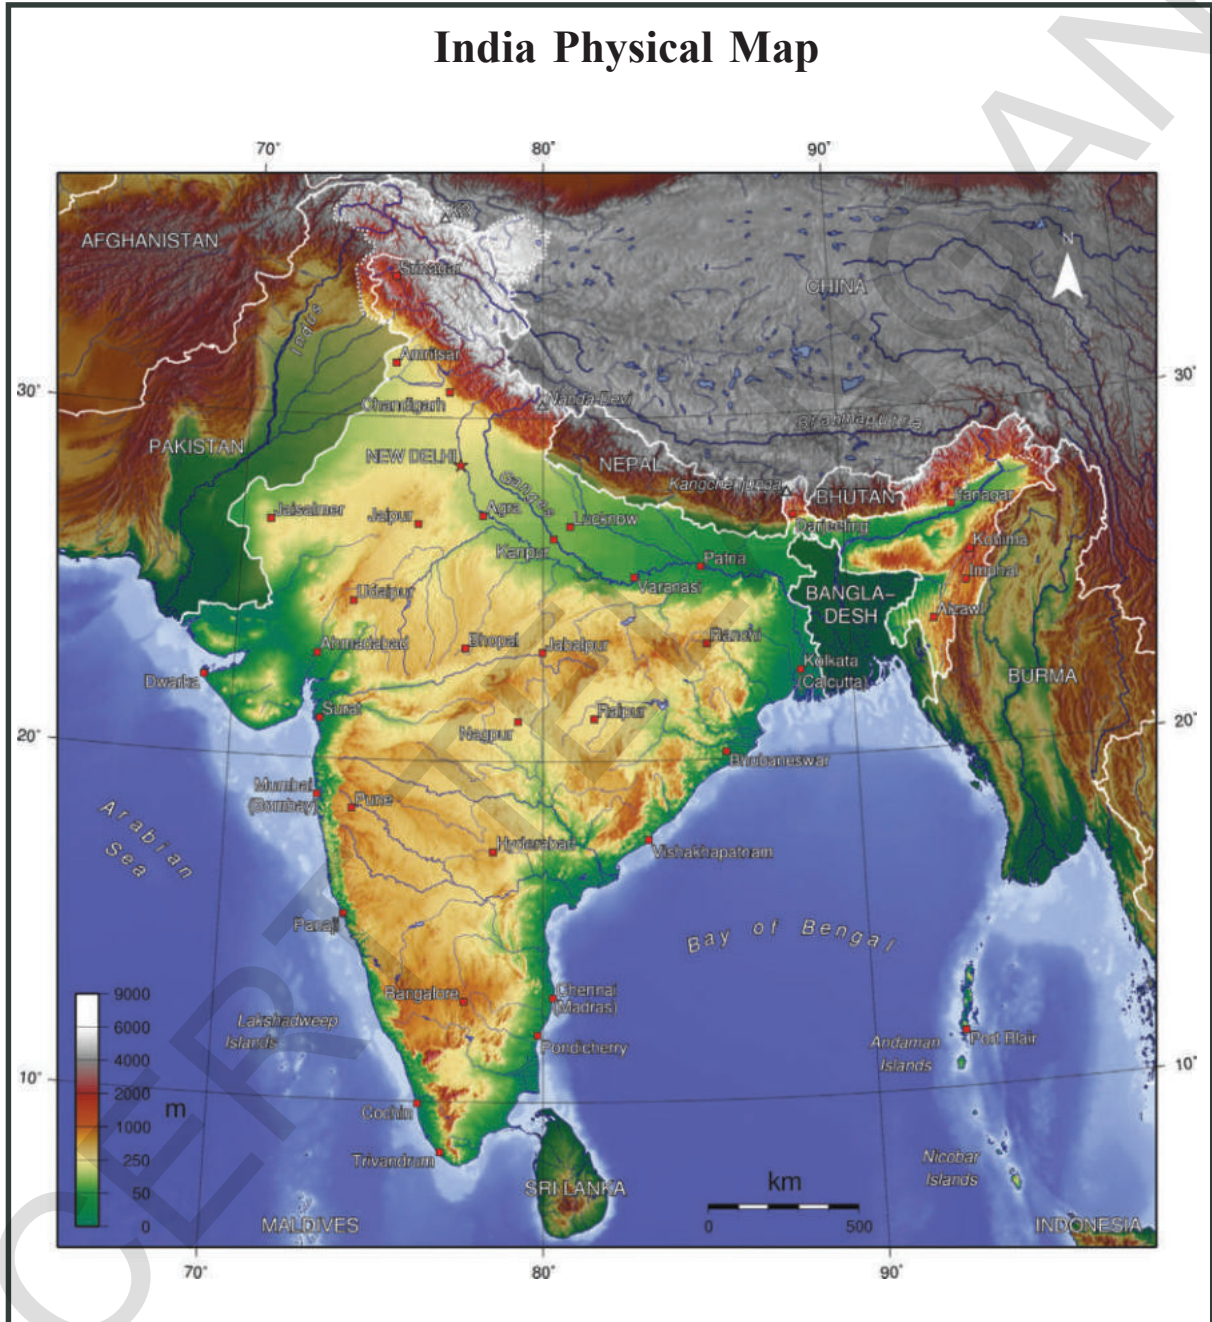 India Physical Map
70°
80°
90°
K2
AFGHANISTAN
Srinagar
N
CHINA
Indus
Amritsar
30°
30°
Nanga-Devi
Chandigarh
Brahmaputra
PAKISTAN
NEW DELHI
NEPAL
Ganges
Kangchenjunga
BHUTAN
Itanagar
Jaisalmer
Jaipur
Agra
Lucknow
Darjeeling
Kohima
Kanpur
Patna
Imphal
Varanasi
Udaipur
BANGLA–
DESH
Aizawl
Ahmadabad
Bhopal
Jabalpur
Ranchi
Kolkata
(Calcutta)
Dwarka
BURMA
Surat
Raipur
20°
20°
Nagpur
Bhubaneswar
Mumbai
(Bombay)
Pune
Arabian
Sea
Hyderabad
Vishakhapatnam
Panaji
Bay of Bengal
Bangalore
Chennai
(Madras)
9000
6000
4000
2000
1000
250
50
0
m
Lakshadweep
Islands
Pondicherry
Andaman
Islands
Port Blair
10°
10°
Cochin
Trivandrum
Nicobar
Islands
SRI LANKA
km
0
500
MALDIVES
INDONESIA
70°
80°
90°